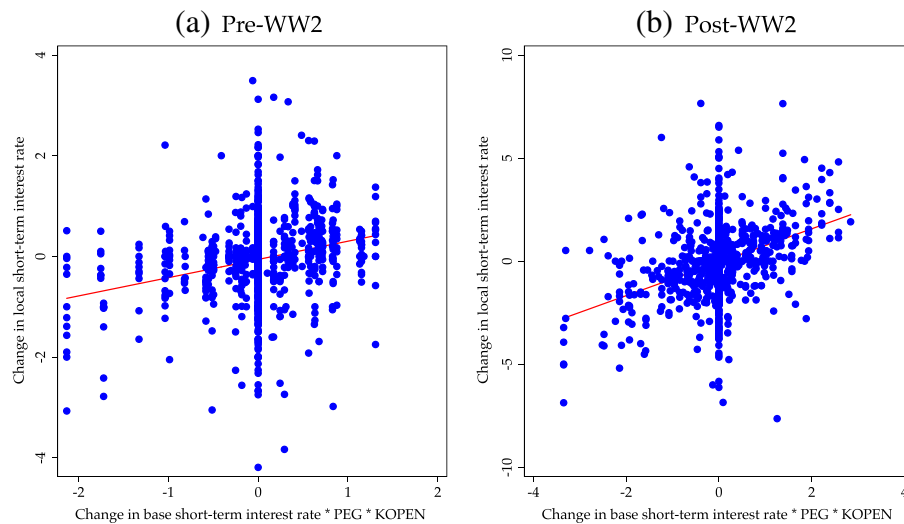 (a) Pre-WW2
4
2
0
-2
-4
Change in local short-term interest rate
-2 -1 0 1 2
Change in base short-term interest rate * PEG * KOPEN
(b) Post-WW2
10
5
0
-5
-10
Change in local short-term interest rate
-4 -2 0 2 4
Change in base short-term interest rate * PEG * KOPEN